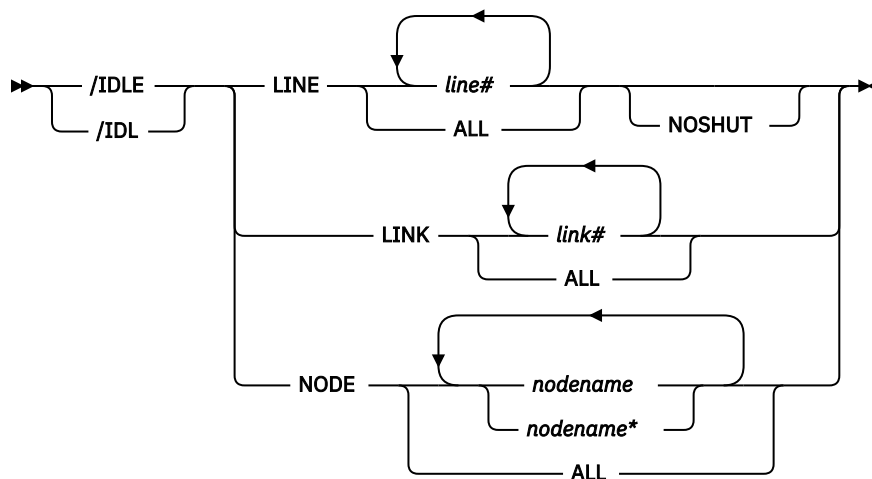 /IDLE
/IDL
LINE
line#
ALL
NOSHUT
LINK
link#
ALL
NODE
nodename
nodename*
ALL